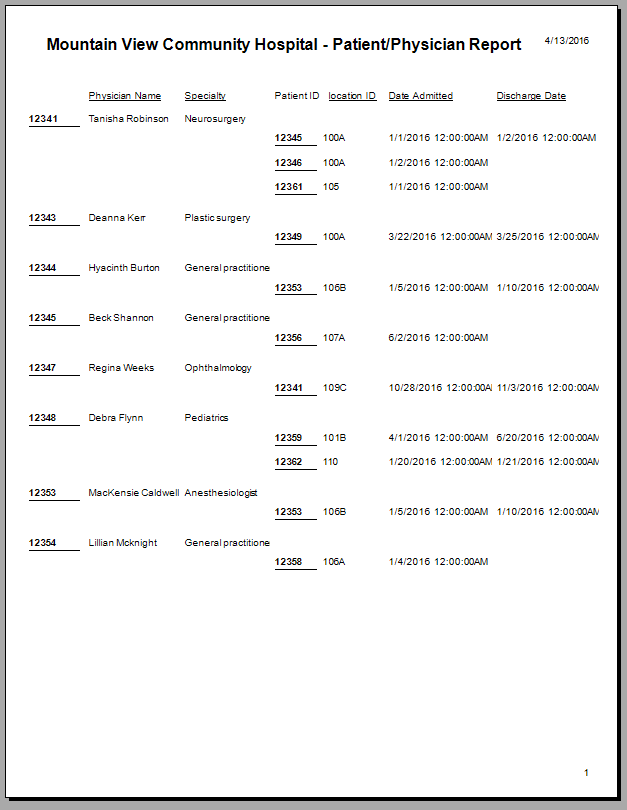 Mountain View Community Hospital - Patient/Physician Report 4/13/2016
Physician Name Specialty Patient ID location ID Date Admitted Discharge Date
12341 Tanisha Robinson Neurosurgery
12345 100A 1/1/2016 12:00:00AM 1/2/2016 12:00:00AM
12346 100A 1/2/2016 12:00:00AM
12361 105 1/1/2016 12:00:00AM
12343 Deanna Kerr Plastic surgery
12349 100A 3/22/2016 12:00:00AM 3/25/2016 12:00:00AM
12344 Hyacinth Burton General practitione
12353 106B 1/5/2016 12:00:00AM 1/10/2016 12:00:00AM
12345 Beck Shannon General practitione
12356 107A 6/2/2016 12:00:00AM
12347 Regina Weeks Ophthalmology
12341 109C 10/28/2016 12:00:00A 11/3/2016 12:00:00AM
12348 Debra Flynn Pediatrics
12359 101B 4/1/2016 12:00:00AM 6/20/2016 12:00:00AM
12362 110 1/20/2016 12:00:00AM 1/21/2016 12:00:00AM
12353 MacKensie Caldwell Anesthesiologist
12353 106B 1/5/2016 12:00:00AM 1/10/2016 12:00:00AM
12354 Lillian Mcknight General practitione
12358 106A 1/4/2016 12:00:00AM
1